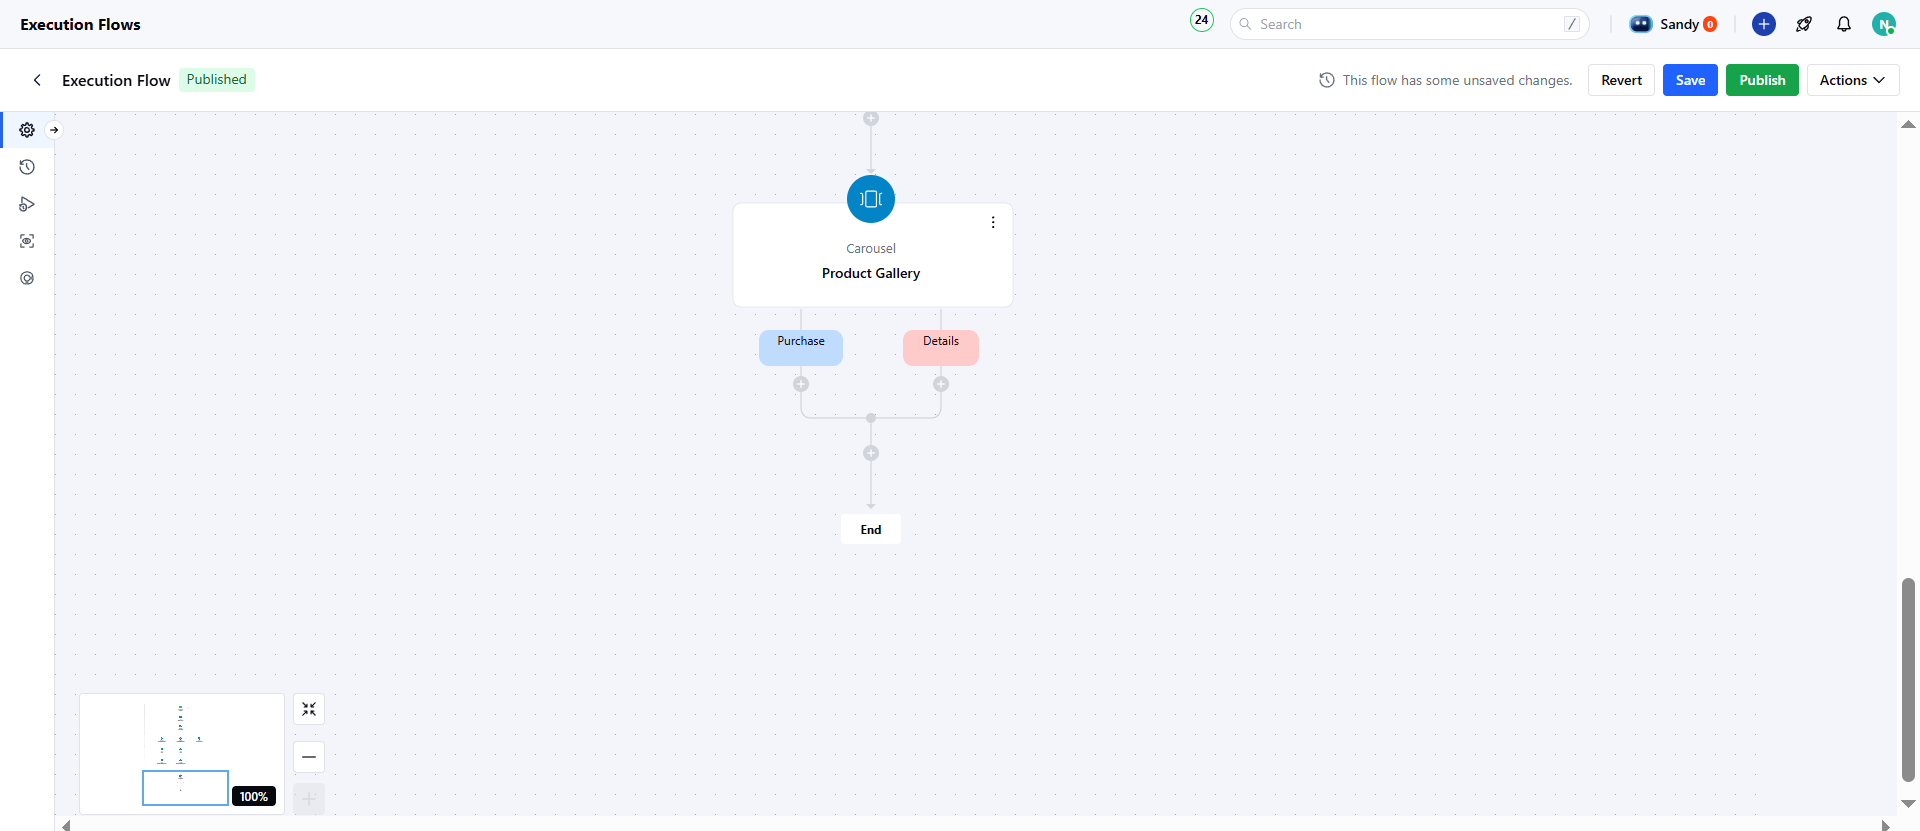 Execution Flows
24
Search
/
Sandy
0
N
Execution Flow
Published
This flow has some unsaved changes.
Revert
Save
Publish
Actions
Carousel
Product Gallery
Purchase
Details
End
100%